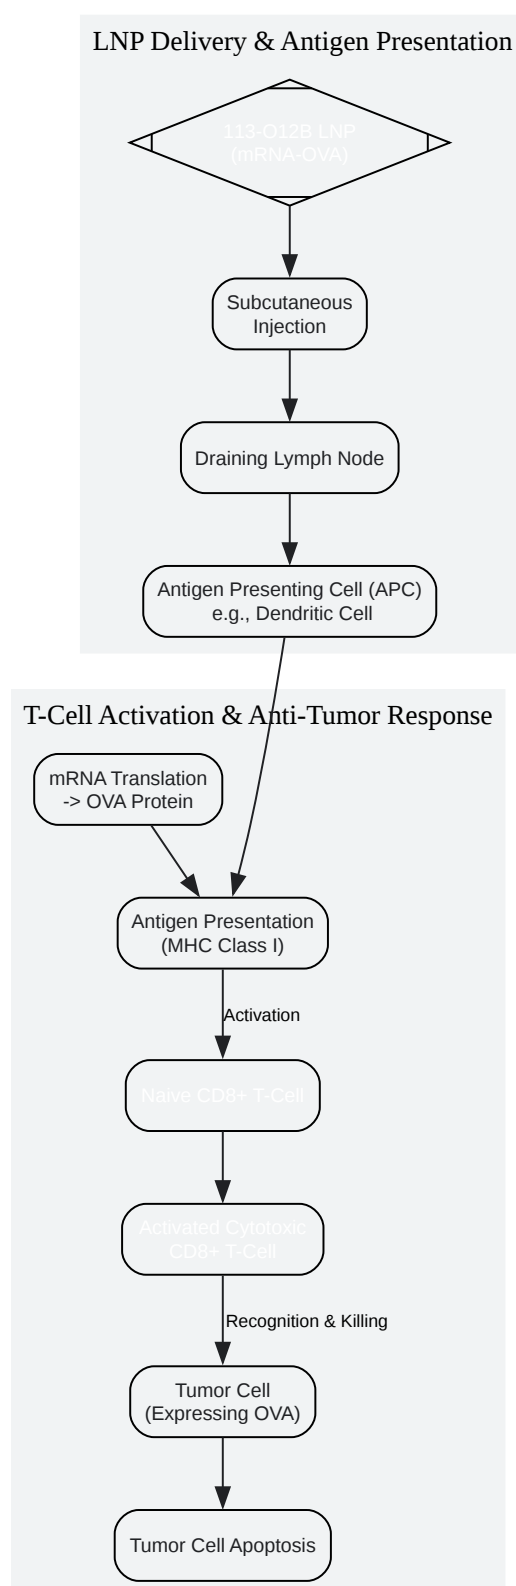 LNP Delivery & Antigen Presentation
113-O12B LNP
(mRNA-OVA)
Subcutaneous
Injection
Draining Lymph Node
Antigen Presenting Cell (APC)
e.g., Dendritic Cell
T-Cell Activation & Anti-Tumor Response
mRNA Translation
-> OVA Protein
Antigen Presentation
(MHC Class I)
Activation
Naive CD8+ T-Cell
Activated Cytotoxic
CD8+ T-Cell
Recognition & Killing
Tumor Cell
(Expressing OVA)
Tumor Cell Apoptosis